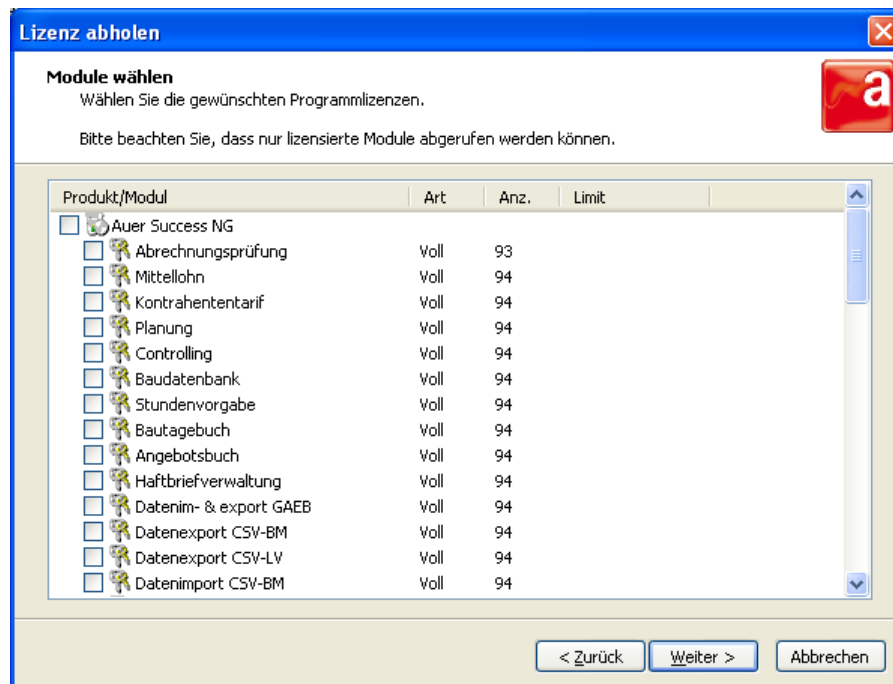 Lizenz abholen
Module wählen
Wählen Sie die gewünschten Programmlizenzen.
Bitte beachten Sie, dass nur lizensierte Module abgerufen werden können.
a
Produkt/Modul Art Anz. Limit
Auer Success NG
Abrechnungsprüfung Voll 93
Mittellohn Voll 94
Kontrahententarif Voll 94
Planung Voll 94
Controlling Voll 94
Baudatenbank Voll 94
Stundenvorgabe Voll 94
Bautagebuch Voll 94
Angebotsbuch Voll 94
Haftbriefverwaltung Voll 94
Datenim- & export GAEB Voll 94
Datenexport CSV-BM Voll 94
Datenexport CSV-LV Voll 94
Datenimport CSV-BM Voll 94
< Zurück Weiter > Abbrechen